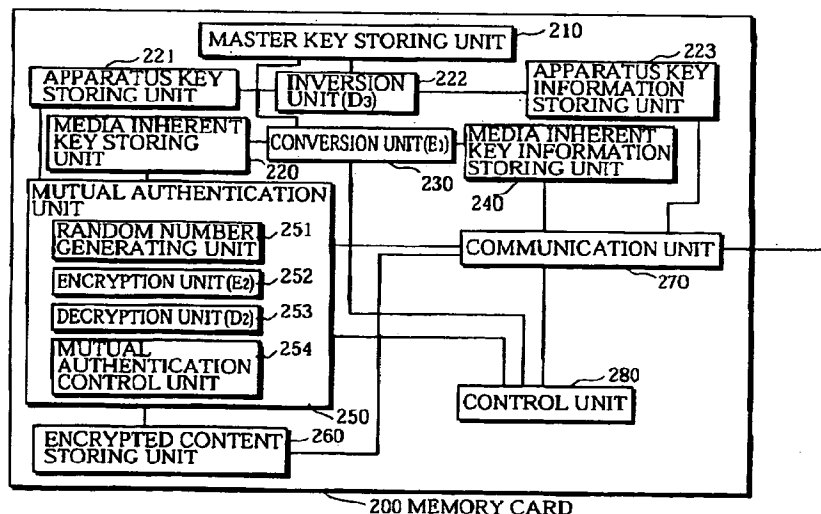 MASTER KEY STORING UNIT
210
221
APPARATUS KEY
STORING UNIT
INVERSION
UNIT(D3)
222
223
APPARATUS KEY
INFORMATION
STORING UNIT
MEDIA INHERENT
KEY STORING
UNIT
220
CONVERSION UNIT(E1)
230
MEDIA INHERENT
KEY INFORMATION
STORING UNIT
240
MUTUAL AUTHENTICATION
UNIT
RANDOM NUMBER
GENERATING UNIT
251
ENCRYPTION UNIT(E2)
252
DECRYPTION UNIT(D2)
253
MUTUAL
AUTHENTICATION
CONTROL UNIT
254
250
COMMUNICATION UNIT
270
280
CONTROL UNIT
ENCRYPTED CONTENT
STORING UNIT
260
200 MEMORY CARD